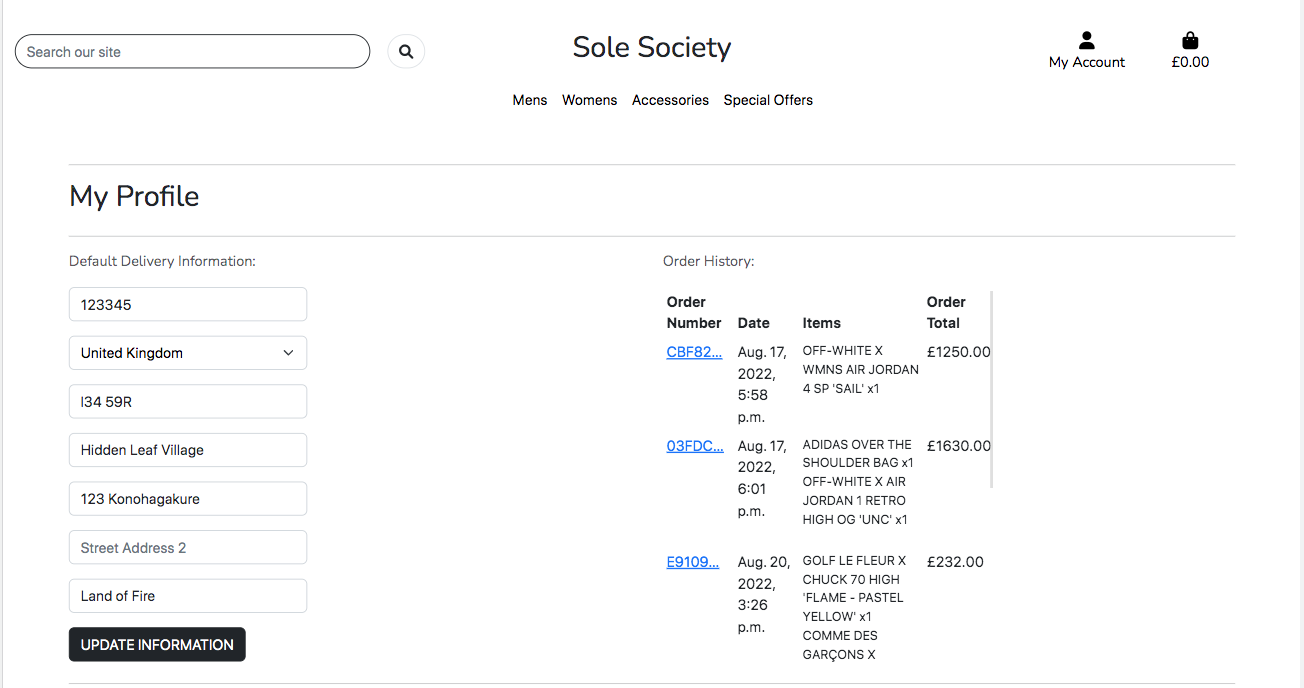 Search our site
Sole Society
My Account
£0.00
Mens Womens Accessories Special Offers
My Profile
Default Delivery Information:
123345
United Kingdom
I34 59R
Hidden Leaf Village
123 Konohagakure
Street Address 2
Land of Fire
UPDATE INFORMATION
Order History:
Order
Number
Date
Items
Order
Total
CBF82...
Aug. 17,
2022,
5:58
p.m.
OFF-WHITE X
WMNS AIR JORDAN
4 SP 'SAIL' x1
£1250.00
03FDC...
Aug. 17,
2022,
6:01
p.m.
ADIDAS OVER THE
SHOULDER BAG x1
OFF-WHITE X AIR
JORDAN 1 RETRO
HIGH OG 'UNC' x1
£1630.00
E9109...
Aug. 20,
2022,
3:26
p.m.
GOLF LE FLEUR X
CHUCK 70 HIGH
'FLAME - PASTEL
YELLOW' x1
COMME DES
GARÇONS X
£232.00